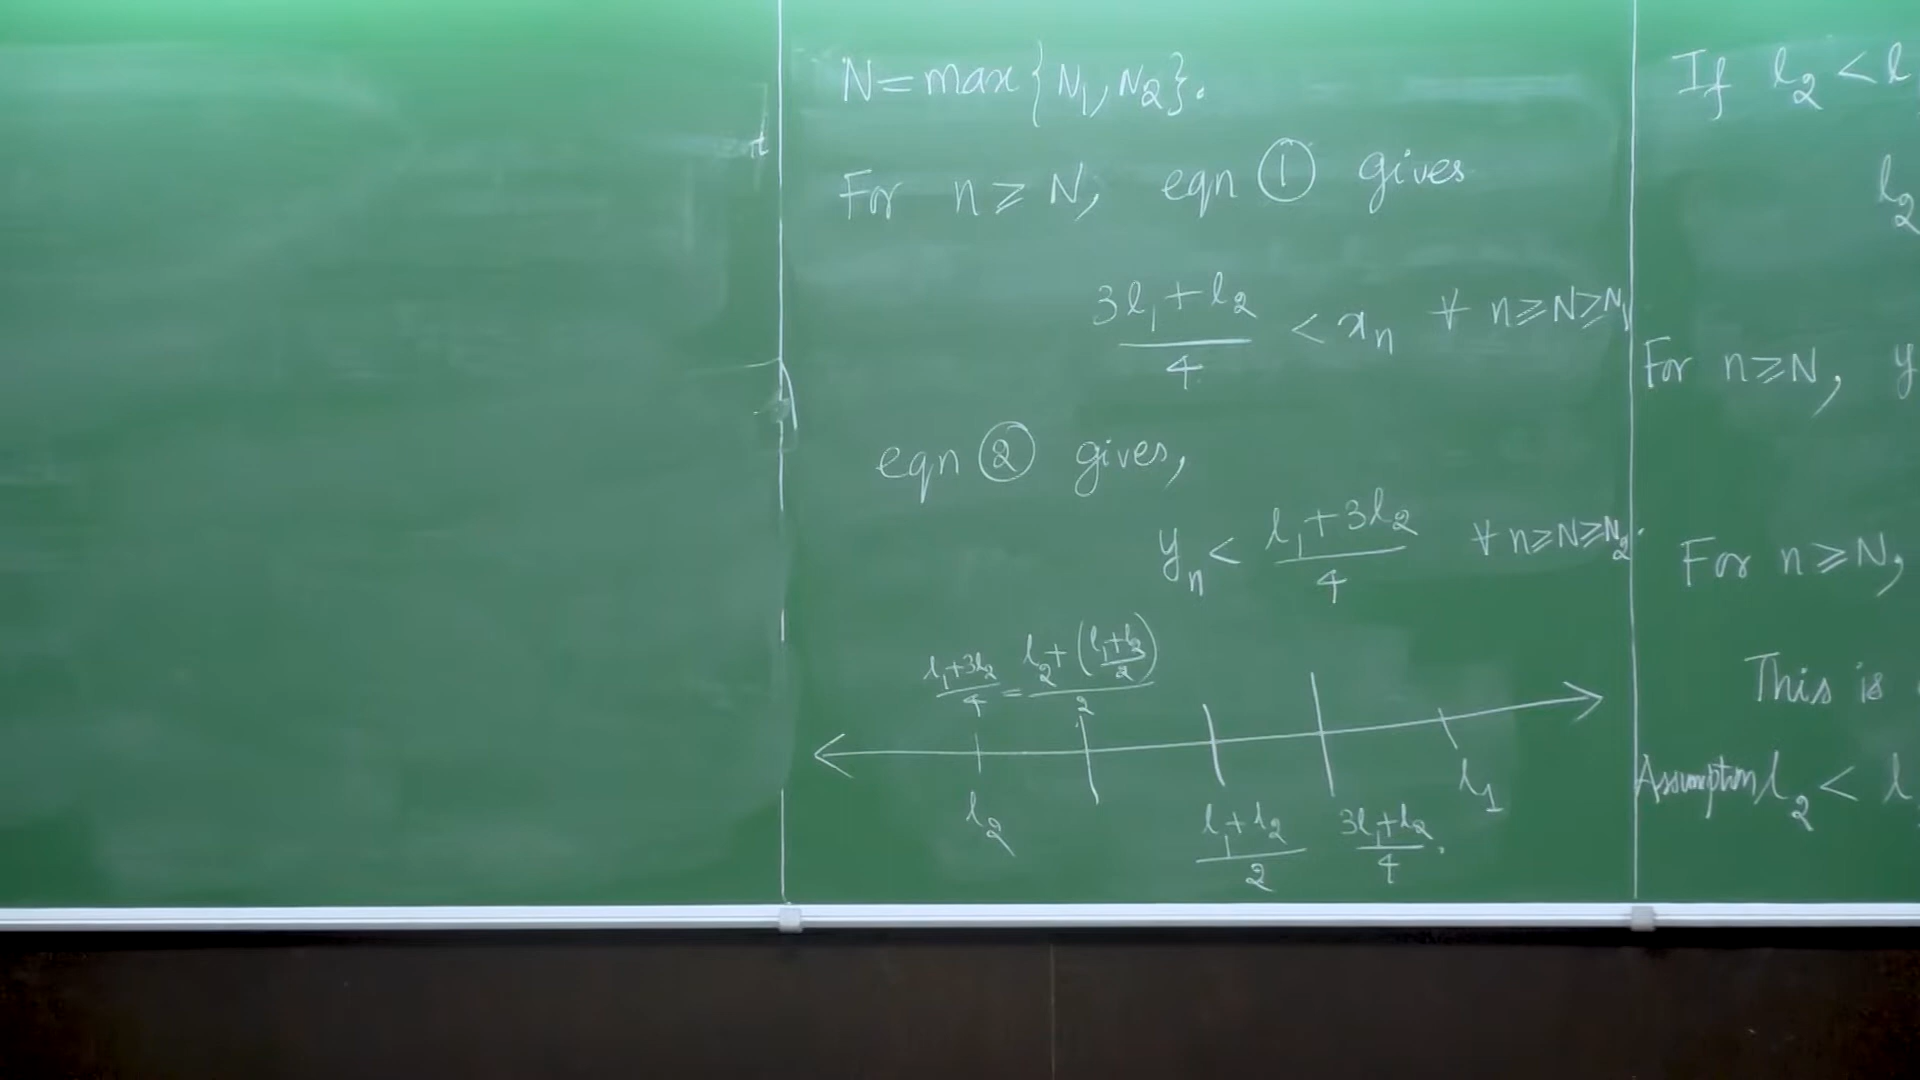 N = max{N₁, N₂}.
For n ≥ N, eqn ① gives
(3l₁ + l₂)/4 < xₙ ∀ n ≥ N ≥ N₁
eqn ② gives,
yₙ < (l₁ + 3l₂)/4 ∀ n ≥ N ≥ N₂.
(l₁ + 3l₂)/4 = (l₂ + ((l₁ + l₂)/2))/2
l₂ (l₁ + l₂)/2 (3l₁ + l₂)/4. l₁
If l₂ < l
l₂
For n ≥ N, y
For n ≥ N,
This is
Assumption l₂ < l